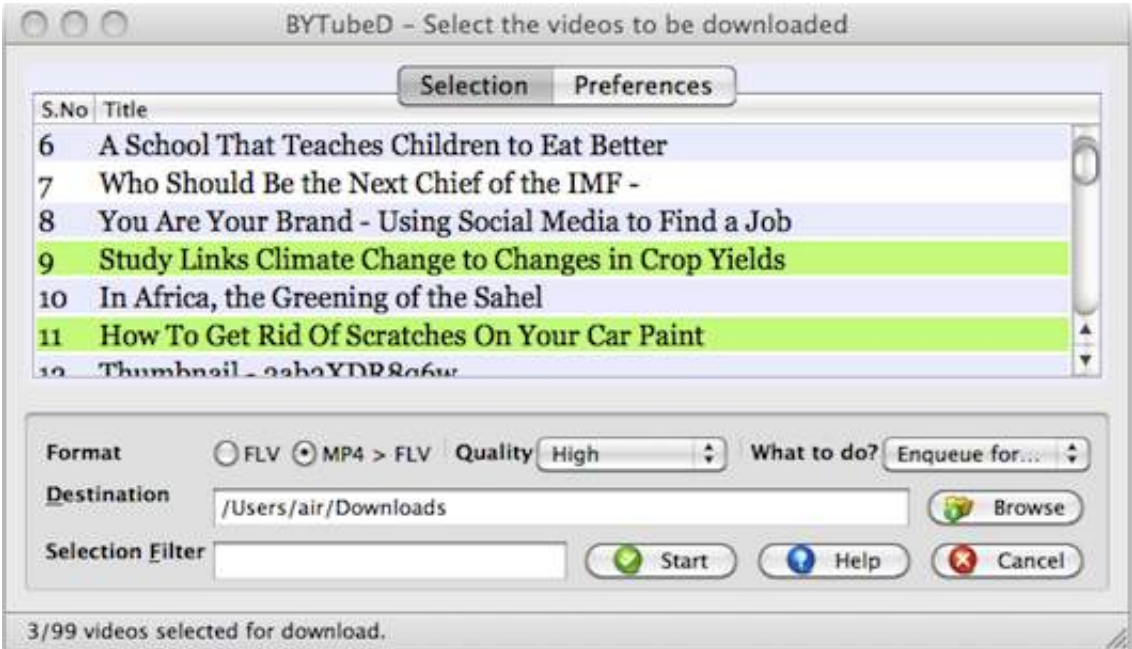 BYTubeD - Select the videos to be downloaded
Selection Preferences
S.No Title
6 A School That Teaches Children to Eat Better
7 Who Should Be the Next Chief of the IMF -
8 You Are Your Brand - Using Social Media to Find a Job
9 Study Links Climate Change to Changes in Crop Yields
10 In Africa, the Greening of the Sahel
11 How To Get Rid Of Scratches On Your Car Paint
12 Thumbnail -
Format FLV MP4 > FLV Quality High What to do? Enqueue for...
Destination /Users/air/Downloads Browse
Selection Filter Start Help Cancel
3/99 videos selected for download.